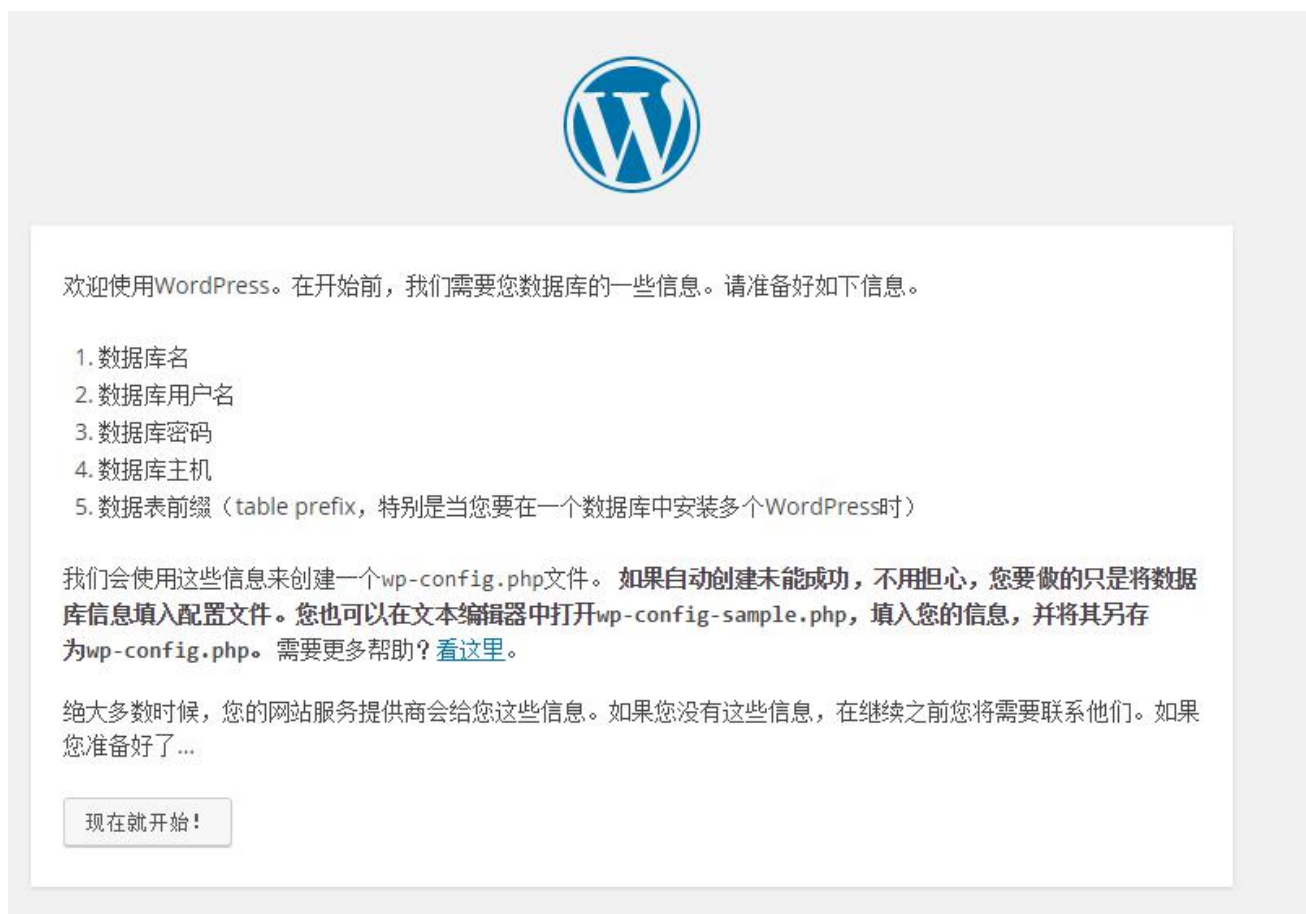 欢迎使用WordPress。在开始前，我们需要您数据库的一些信息。请准备好如下信息。
1. 数据库名
2. 数据库用户名
3. 数据库密码
4. 数据库主机
5. 数据表前缀（table prefix，特别是当您要在一个数据库中安装多个WordPress时）
我们会使用这些信息来创建一个wp-config.php文件。 如果自动创建未能成功，不用担心，您要做的只是将数据
库信息填入配置文件。您也可以在文本编辑器中打开wp-config-sample.php，填入您的信息，并将其另存
为wp-config.php。 需要更多帮助？看这里。
绝大多数时候，您的网站服务提供商会给您这些信息。如果您没有这些信息，在继续之前您将需要联系他们。如果
您准备好了…
现在就开始！